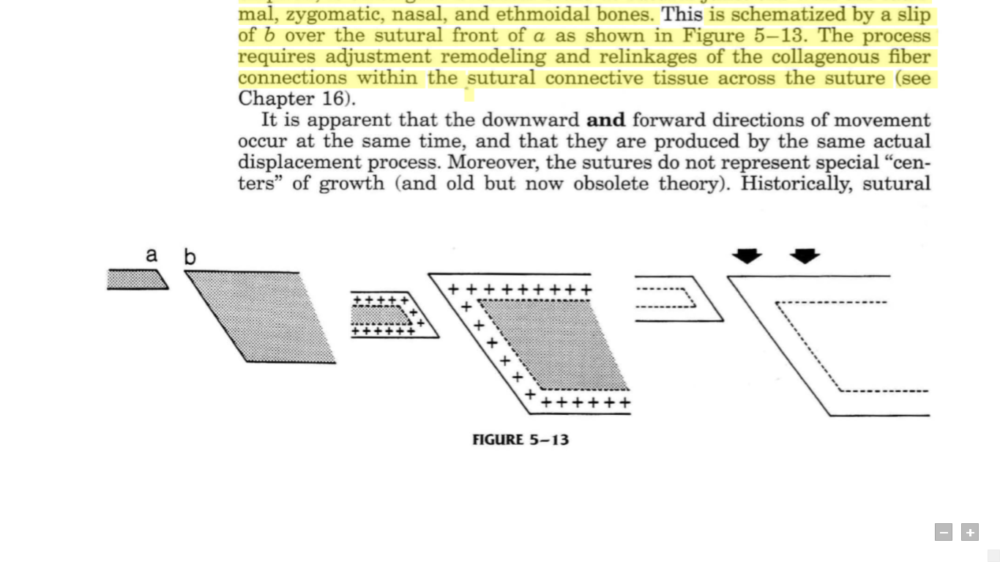 mal, zygomatic, nasal, and ethmoidal bones. This is schematized by a slip
of b over the sutural front of a as shown in Figure 5–13. The process
requires adjustment remodeling and relinkages of the collagenous fiber
connections within the sutural connective tissue across the suture (see
Chapter 16).
It is apparent that the downward and forward directions of movement
occur at the same time, and that they are produced by the same actual
displacement process. Moreover, the sutures do not represent special “cen-
ters” of growth (and old but now obsolete theory). Historically, sutural
a b
FIGURE 5–13